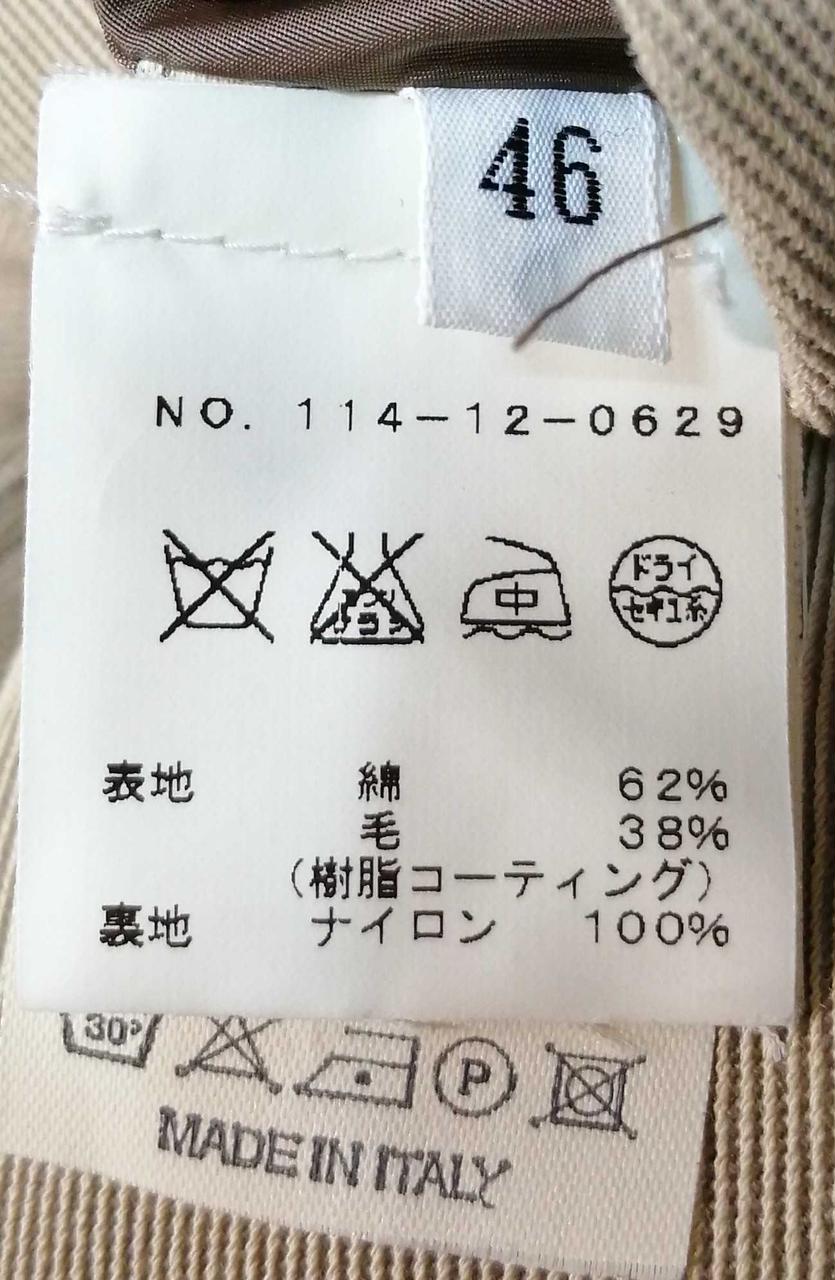 46
NO. 114-12-0629
中
ドライ
セキユ系
表地 綿 62%
毛 38%
(樹脂コーティング)
裏地 ナイロン 100%
30°
P
MADE IN ITALY